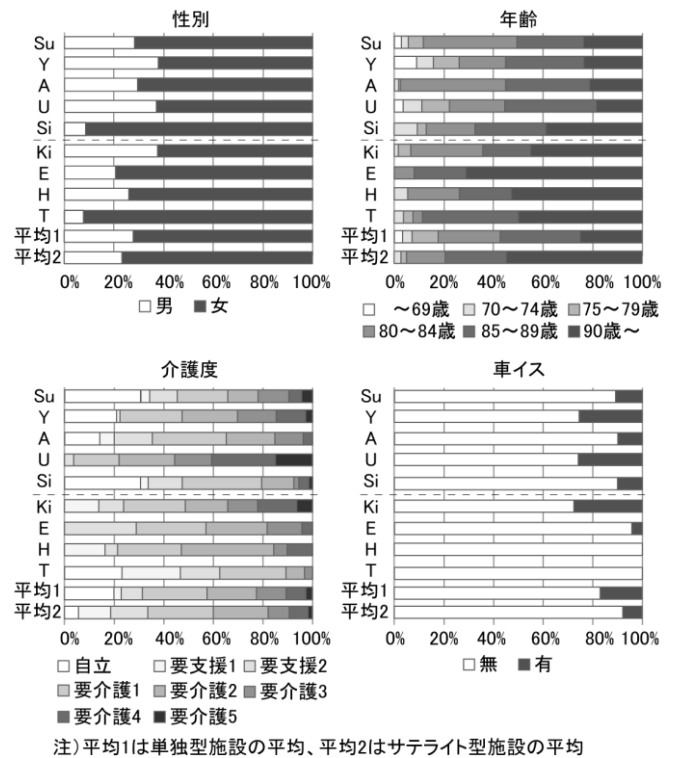 性別
Su
Y
A
U
Si
Ki
E
H
T
平均1
平均2
0% 20% 40% 60% 80% 100%
□男 ■女
年齢
Su
Y
A
U
Si
Ki
E
H
T
平均1
平均2
0% 20% 40% 60% 80% 100%
□ ～69歳 □70～74歳 ■75～79歳
■80～84歳 ■85～89歳 ■90歳～
介護度
Su
Y
A
U
Si
Ki
E
H
T
平均1
平均2
0% 20% 40% 60% 80% 100%
□自立 □要支援1 □要支援2
□要介護1 ■要介護2 ■要介護3
■要介護4 ■要介護5
車イス
Su
Y
A
U
Si
Ki
E
H
T
平均1
平均2
0% 20% 40% 60% 80% 100%
□無 ■有
注）平均1は単独型施設の平均、平均2はサテライト型施設の平均